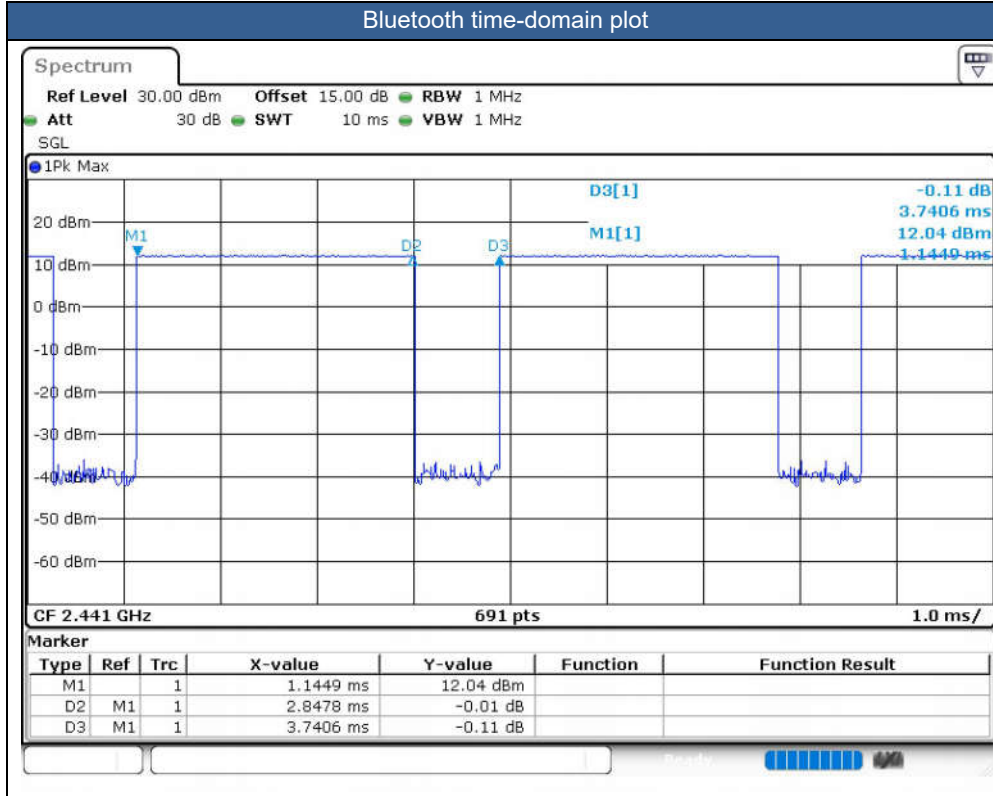 Bluetooth time-domain plot
Spectrum
Ref Level 30.00 dBm Offset 15.00 dB RBW 1 MHz
Att 30 dB SWT 10 ms VBW 1 MHz
SGL
1Pk Max
D3[1] -0.11 dB
3.7406 ms
20 dBm
M1[1] 12.04 dBm
M1
D2 D3
1.1449 ms
10 dBm
0 dBm
-10 dBm
-20 dBm
-30 dBm
-40 dBm
-50 dBm
-60 dBm
CF 2.441 GHz 691 pts 1.0 ms/
Marker
Type Ref Trc X-value Y-value Function Function Result
M1 1 1.1449 ms 12.04 dBm
D2 M1 1 2.8478 ms -0.01 dB
D3 M1 1 3.7406 ms -0.11 dB
Ready